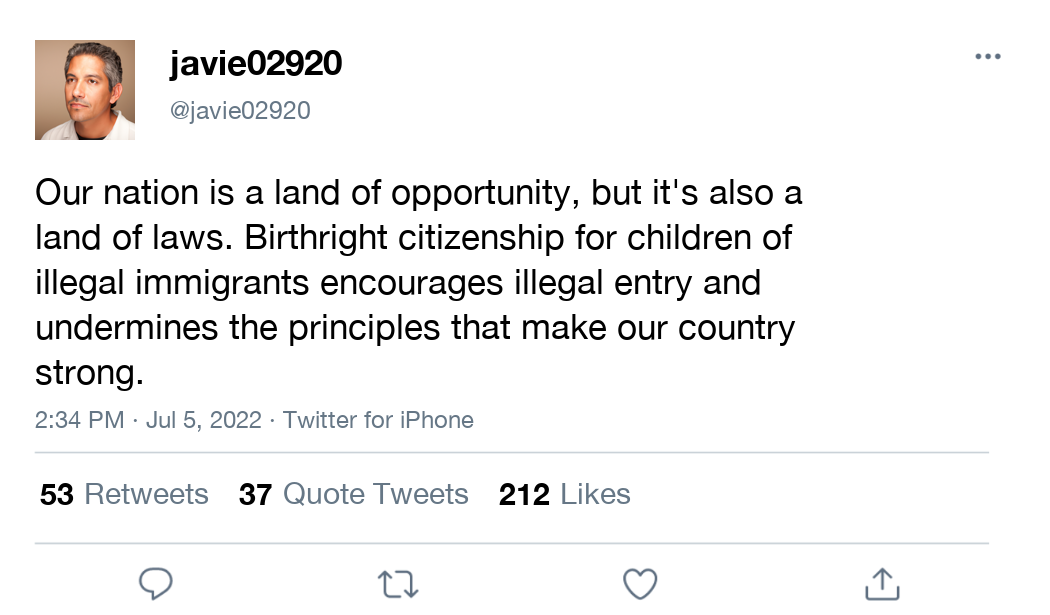 javie02920
@javie02920
Our nation is a land of opportunity, but it's also a
land of laws. Birthright citizenship for children of
illegal immigrants encourages illegal entry and
undermines the principles that make our country
strong.
2:34 PM · Jul 5, 2022 · Twitter for iPhone
53 Retweets 37 Quote Tweets 212 Likes